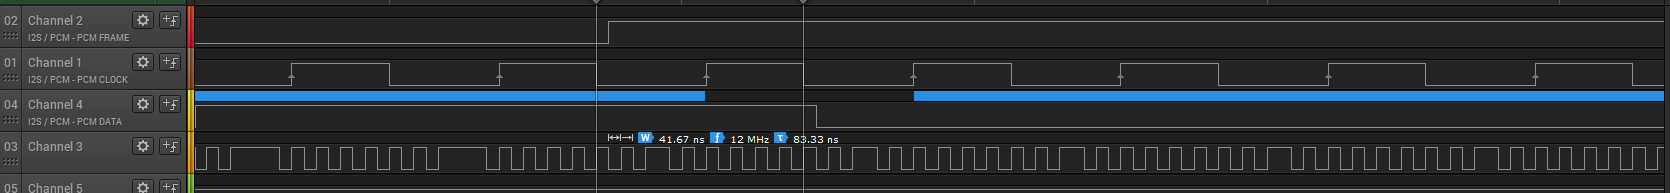 02 Channel 2
I2S / PCM - PCM FRAME
01 Channel 1
I2S / PCM - PCM CLOCK
04 Channel 4
I2S / PCM - PCM DATA
W 41.67 ns f 12 MHz τ 83.33 ns
03 Channel 3
05 Channel 5